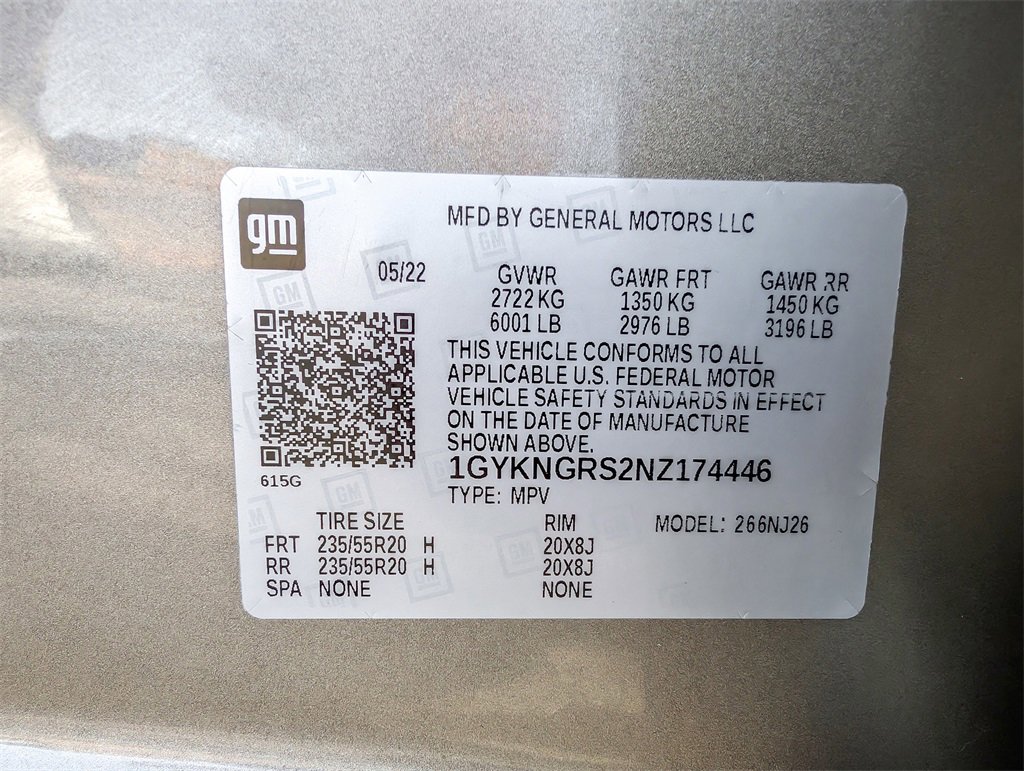 gm
MFD BY GENERAL MOTORS LLC
05/22 GVWR GAWR FRT GAWR RR
2722 KG 1350 KG 1450 KG
6001 LB 2976 LB 3196 LB
THIS VEHICLE CONFORMS TO ALL
APPLICABLE U.S. FEDERAL MOTOR
VEHICLE SAFETY STANDARDS IN EFFECT
ON THE DATE OF MANUFACTURE
SHOWN ABOVE.
1GYKNGRS2NZ174446
615G
TYPE: MPV
TIRE SIZE RIM MODEL: 266NJ26
FRT 235/55R20 H 20X8J
RR 235/55R20 H 20X8J
SPA NONE NONE